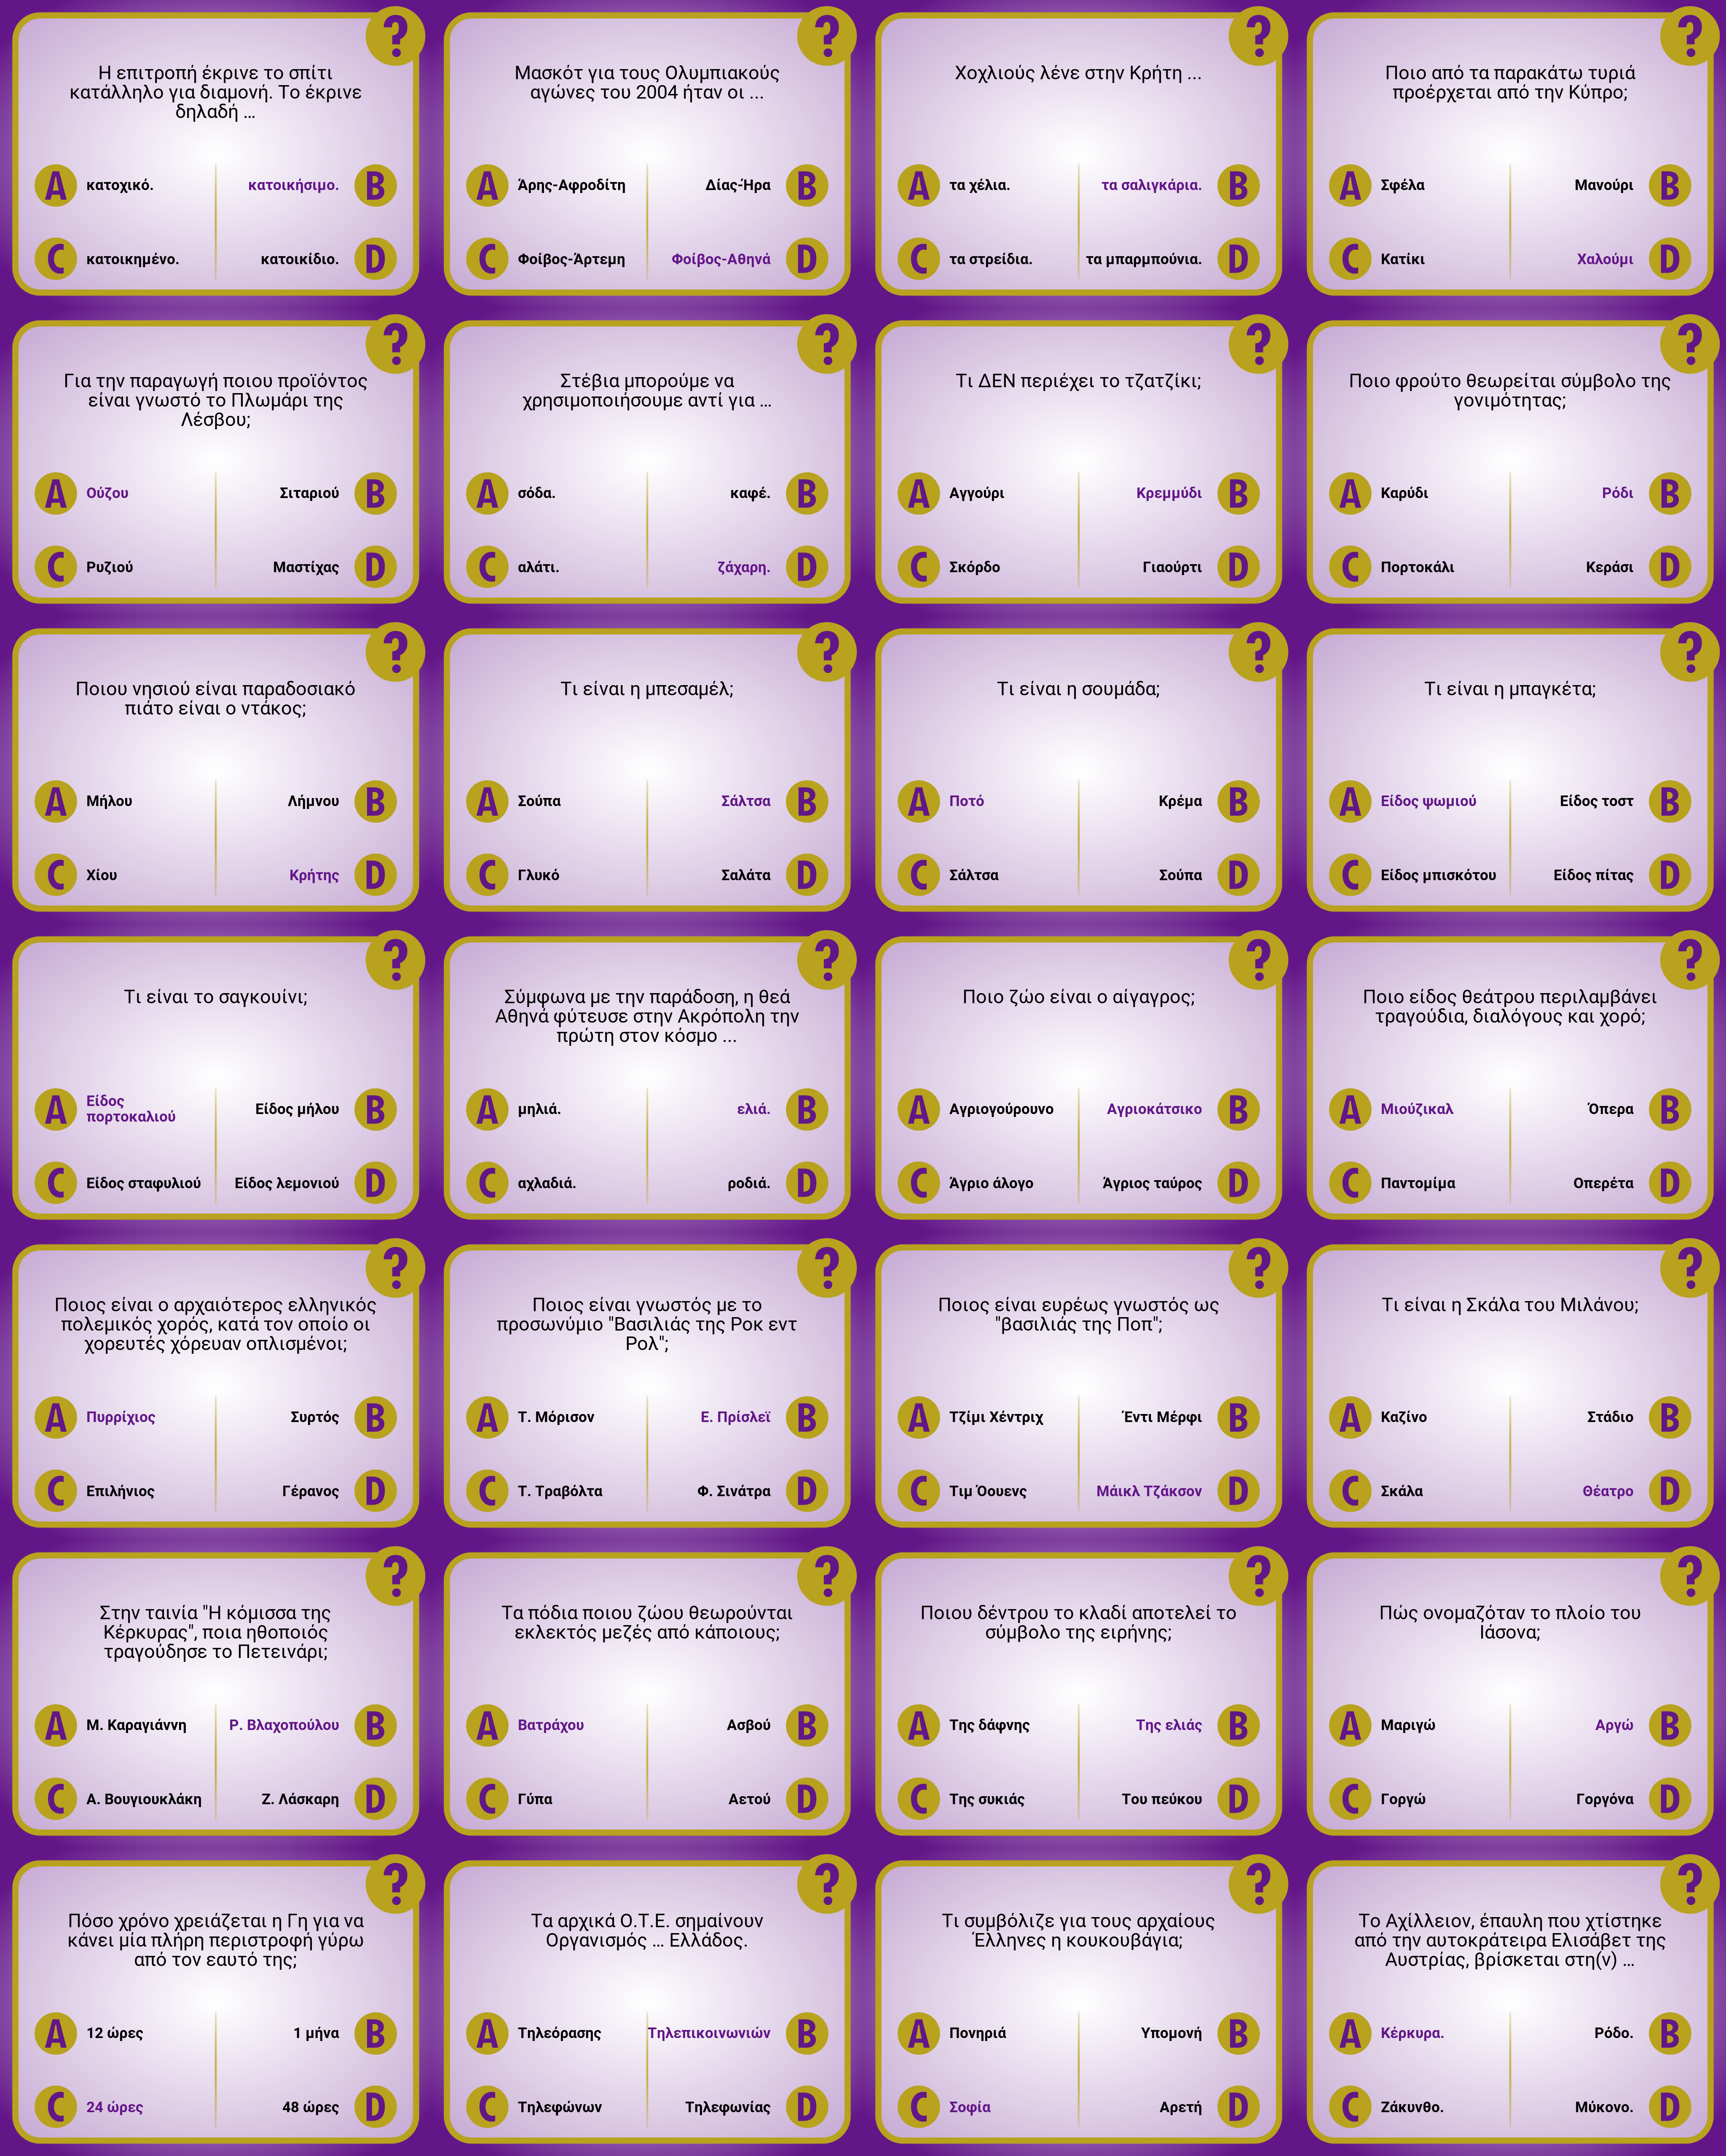 ?
Η επιτροπή έκρινε το σπίτι
κατάλληλο για διαμονή. Το έκρινε
δηλαδή ...
A κατοχικό.
κατοικήσιμο. B
C κατοικημένο.
κατοικίδιο. D
?
Μασκότ για τους Ολυμπιακούς
αγώνες του 2004 ήταν οι ...
A Άρης-Αφροδίτη
Δίας-Ήρα B
C Φοίβος-Άρτεμη
Φοίβος-Αθηνά D
?
Χοχλιούς λένε στην Κρήτη ...
A τα χέλια.
τα σαλιγκάρια. B
C τα στρείδια.
τα μπαρμπούνια. D
?
Ποιο από τα παρακάτω τυριά
προέρχεται από την Κύπρο;
A Σφέλα
Μανούρι B
C Κατίκι
Χαλούμι D
?
Για την παραγωγή ποιου προϊόντος
είναι γνωστό το Πλωμάρι της
Λέσβου;
A Ούζου
Σιταριού B
C Ρυζιού
Μαστίχας D
?
Στέβια μπορούμε να
χρησιμοποιήσουμε αντί για ...
A σόδα.
καφέ. B
C αλάτι.
ζάχαρη. D
?
Τι ΔΕΝ περιέχει το τζατζίκι;
A Αγγούρι
Κρεμμύδι B
C Σκόρδο
Γιαούρτι D
?
Ποιο φρούτο θεωρείται σύμβολο της
γονιμότητας;
A Καρύδι
Ρόδι B
C Πορτοκάλι
Κεράσι D
?
Ποιου νησιού είναι παραδοσιακό
πιάτο είναι ο ντάκος;
A Μήλου
Λήμνου B
C Χίου
Κρήτης D
?
Τι είναι η μπεσαμέλ;
A Σούπα
Σάλτσα B
C Γλυκό
Σαλάτα D
?
Τι είναι η σουμάδα;
A Ποτό
Κρέμα B
C Σάλτσα
Σούπα D
?
Τι είναι η μπαγκέτα;
A Είδος ψωμιού
Είδος τοστ B
C Είδος μπισκότου
Είδος πίτας D
?
Τι είναι το σαγκουίνι;
A Είδος
πορτοκαλιού
Είδος μήλου B
C Είδος σταφυλιού
Είδος λεμονιού D
?
Σύμφωνα με την παράδοση, η θεά
Αθηνά φύτευσε στην Ακρόπολη την
πρώτη στον κόσμο ...
A μηλιά.
ελιά. B
C αχλαδιά.
ροδιά. D
?
Ποιο ζώο είναι ο αίγαγρος;
A Αγριογούρουνο
Αγριοκάτσικο B
C Άγριο άλογο
Άγριος ταύρος D
?
Ποιο είδος θεάτρου περιλαμβάνει
τραγούδια, διαλόγους και χορό;
A Μιούζικαλ
Όπερα B
C Παντομίμα
Οπερέτα D
?
Ποιος είναι ο αρχαιότερος ελληνικός
πολεμικός χορός, κατά τον οποίο οι
χορευτές χόρευαν οπλισμένοι;
A Πυρρίχιος
Συρτός B
C Επιλήνιος
Γέρανος D
?
Ποιος είναι γνωστός με το
προσωνύμιο "Βασιλιάς της Ροκ εντ
Ρολ";
A Τ. Μόρισον
Ε. Πρίσλεϊ B
C Τ. Τραβόλτα
Φ. Σινάτρα D
?
Ποιος είναι ευρέως γνωστός ως
"βασιλιάς της Ποπ";
A Τζίμι Χέντριχ
Έντι Μέρφι B
C Τιμ Όουενς
Μάικλ Τζάκσον D
?
Τι είναι η Σκάλα του Μιλάνου;
A Καζίνο
Στάδιο B
C Σκάλα
Θέατρο D
?
Στην ταινία "Η κόμισσα της
Κέρκυρας", ποια ηθοποιός
τραγούδησε το Πετεινάρι;
A Μ. Καραγιάννη
Ρ. Βλαχοπούλου B
C Α. Βουγιουκλάκη
Ζ. Λάσκαρη D
?
Τα πόδια ποιου ζώου θεωρούνται
εκλεκτός μεζές από κάποιους;
A Βατράχου
Ασβού B
C Γύπα
Αετού D
?
Ποιου δέντρου το κλαδί αποτελεί το
σύμβολο της ειρήνης;
A Της δάφνης
Της ελιάς B
C Της συκιάς
Του πεύκου D
?
Πώς ονομαζόταν το πλοίο του
Ιάσονα;
A Μαριγώ
Αργώ B
C Γοργώ
Γοργόνα D
?
Πόσο χρόνο χρειάζεται η Γη για να
κάνει μία πλήρη περιστροφή γύρω
από τον εαυτό της;
A 12 ώρες
1 μήνα B
C 24 ώρες
48 ώρες D
?
Τα αρχικά Ο.Τ.Ε. σημαίνουν
Οργανισμός ... Ελλάδος.
A Τηλεόρασης
Τηλεπικοινωνιών B
C Τηλεφώνων
Τηλεφωνίας D
?
Τι συμβόλιζε για τους αρχαίους
Έλληνες η κουκουβάγια;
A Πονηριά
Υπομονή B
C Σοφία
Αρετή D
?
Το Αχίλλειον, έπαυλη που χτίστηκε
από την αυτοκράτειρα Ελισάβετ της
Αυστρίας, βρίσκεται στη(ν) ...
A Κέρκυρα.
Ρόδο. B
C Ζάκυνθο.
Μύκονο. D